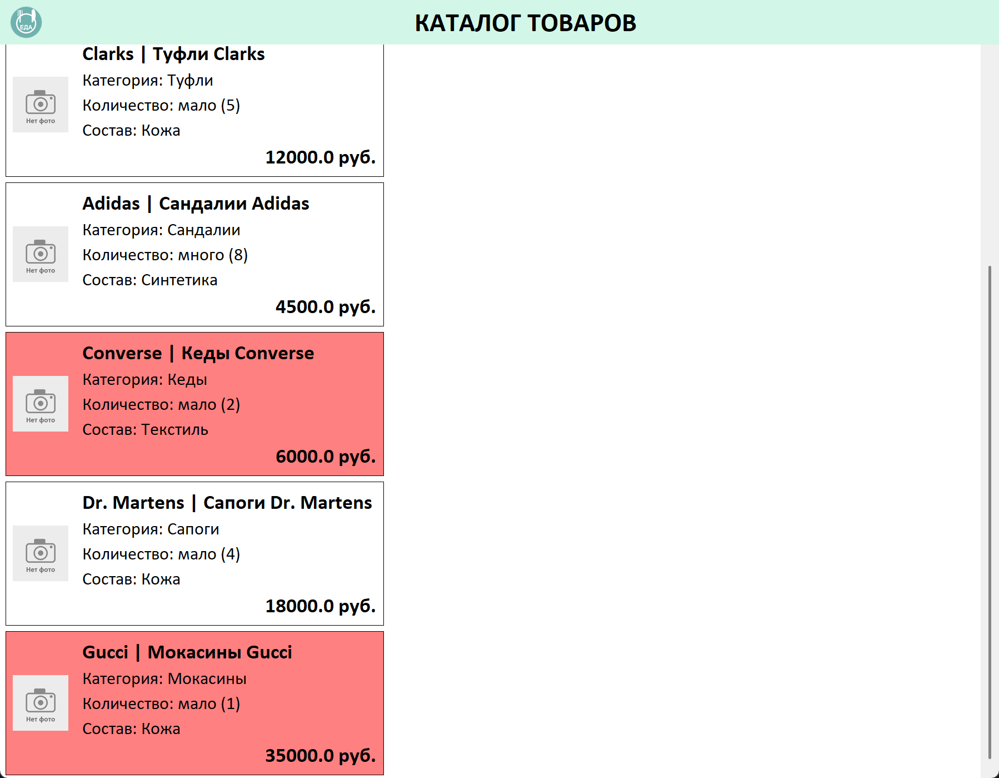 ЕДА
КАТАЛОГ ТОВАРОВ
Clarks | Туфли Clarks
Категория: Туфли
Количество: мало (5)
Состав: Кожа
Нет фото
12000.0 руб.
Adidas | Сандалии Adidas
Категория: Сандалии
Количество: много (8)
Состав: Синтетика
Нет фото
4500.0 руб.
Converse | Кеды Converse
Категория: Кеды
Количество: мало (2)
Состав: Текстиль
Нет фото
6000.0 руб.
Dr. Martens | Сапоги Dr. Martens
Категория: Сапоги
Количество: мало (4)
Состав: Кожа
Нет фото
18000.0 руб.
Gucci | Мокасины Gucci
Категория: Мокасины
Количество: мало (1)
Состав: Кожа
Нет фото
35000.0 руб.